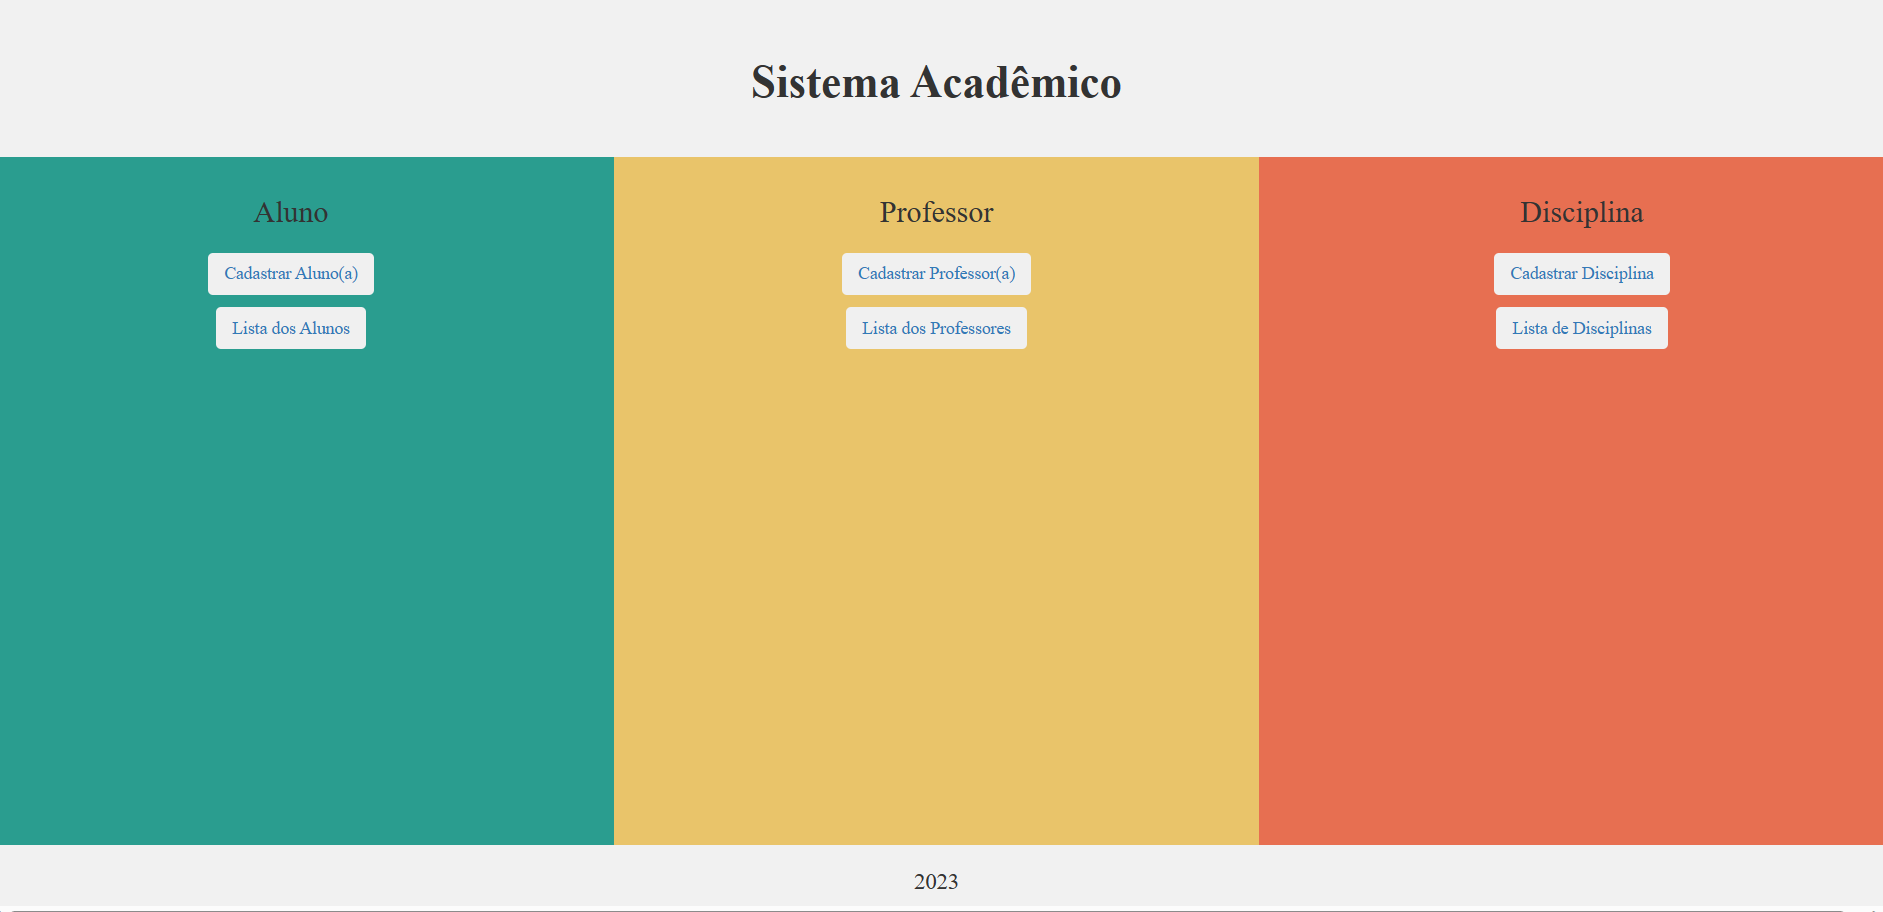 Sistema Acadêmico
Aluno
Cadastrar Aluno(a)
Lista dos Alunos
Professor
Cadastrar Professor(a)
Lista dos Professores
Disciplina
Cadastrar Disciplina
Lista de Disciplinas
2023